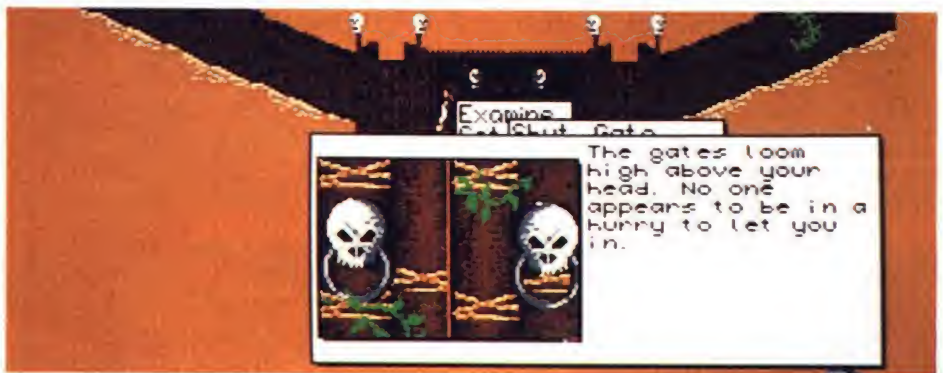 Examine
Get Shut Gate
The gates loom
high above your
head. No one
appears to be in a
hurry to let you
in.